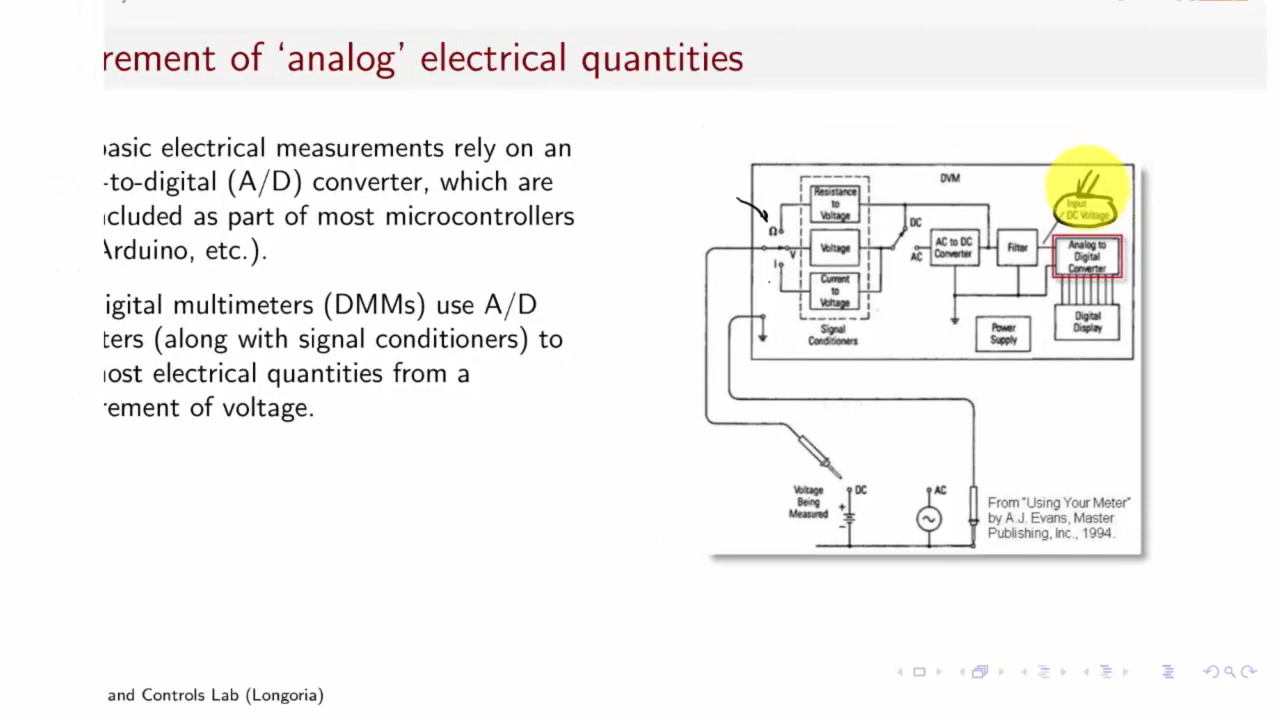 rement of ‘analog’ electrical quantities
basic electrical measurements rely on an
-to-digital (A/D) converter, which are
ncluded as part of most microcontrollers
Arduino, etc.).
igital multimeters (DMMs) use A/D
ters (along with signal conditioners) to
ost electrical quantities from a
rement of voltage.
DVM
Resistance
to
Voltage
Input
DC Voltage
Ω
DC
Voltage
V
AC
AC to DC
Converter
Filter
Analog to
Digital
Converter
I
Current
to
Voltage
Signal
Conditioners
Power
Supply
Digital
Display
Voltage
Being
Measured
DC
+
−
AC
From "Using Your Meter"
by A.J. Evans, Master
Publishing, Inc., 1994.
and Controls Lab (Longoria)